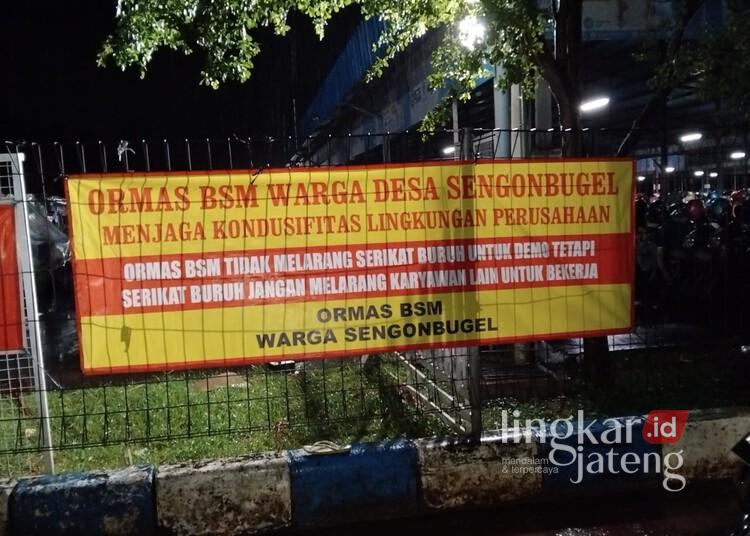 ORMAS BSM WARGA DESA SENGONBUGEL
MENJAGA KONDUSIFITAS LINGKUNGAN PERUSAHAAN
ORMAS BSM TIDAK MELARANG SERIKAT BURUH UNTUK DEMO TETAPI
SERIKAT BURUH JANGAN MELARANG KARYAWAN LAIN UNTUK BEKERJA
ORMAS BSM
WARGA SENGONBUGEL
lingkar.id
mendalam
& terpercaya
jateng